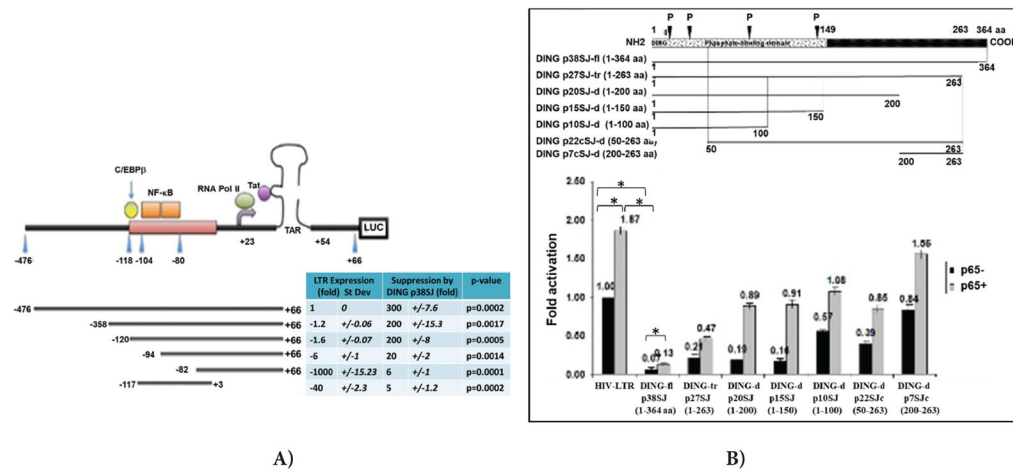 C/EBPβ
NF-κB
RNA Pol II
Tat
TAR
LUC
+23
+54
-476
-118
-104
-80
+66
LTR Expression (fold) St Dev
Suppression by DING p38SJ (fold)
p-value
-476 +66 1 0 300 +/-7.6 p=0.0002
-358 +66 -1.2 +/-0.06 200 +/-15.3 p=0.0017
-120 +66 -1.6 +/-0.07 200 +/-8 p=0.0005
-94 +66 -6 +/-1 20 +/-2 p=0.0014
-82 +66 -1000 +/-15.23 6 +/-1 p=0.0001
-117 +3 -40 +/-2.3 5 +/-1.2 p=0.0002
A)
P P P P
1 149 263 364 aa
NH2 DING Phosphate-binding domain COOH
DING p38SJ-fl (1-364 aa) 1 364
DING p27SJ-tr (1-263 aa) 1 263
DING p20SJ-d (1-200 aa) 1 200
DING p15SJ-d (1-150 aa) 1 150
DING p10SJ-d (1-100 aa) 1 100
DING p22cSJ-d (50-263 aa) 50 263
DING p7cSJ-d (200-263 aa) 200 263
Fold activation
2.50
2.00
1.50
1.00
0.50
0.00
* * * *
1.00 1.87
0.07 0.13
0.21 0.47
0.19 0.89
0.16 0.91
0.57 1.08
0.39 0.85
0.84
p65-
p65+
HIV-LTR DING-fl DING-tr DING-d DING-d DING-d DING-d DING-d
p38SJ p27SJ p20SJ p15SJ p10SJ p22SJc p7SJc
(1-364 aa) (1-263) (1-200) (1-150) (1-100) (50-263) (200-263)
B)